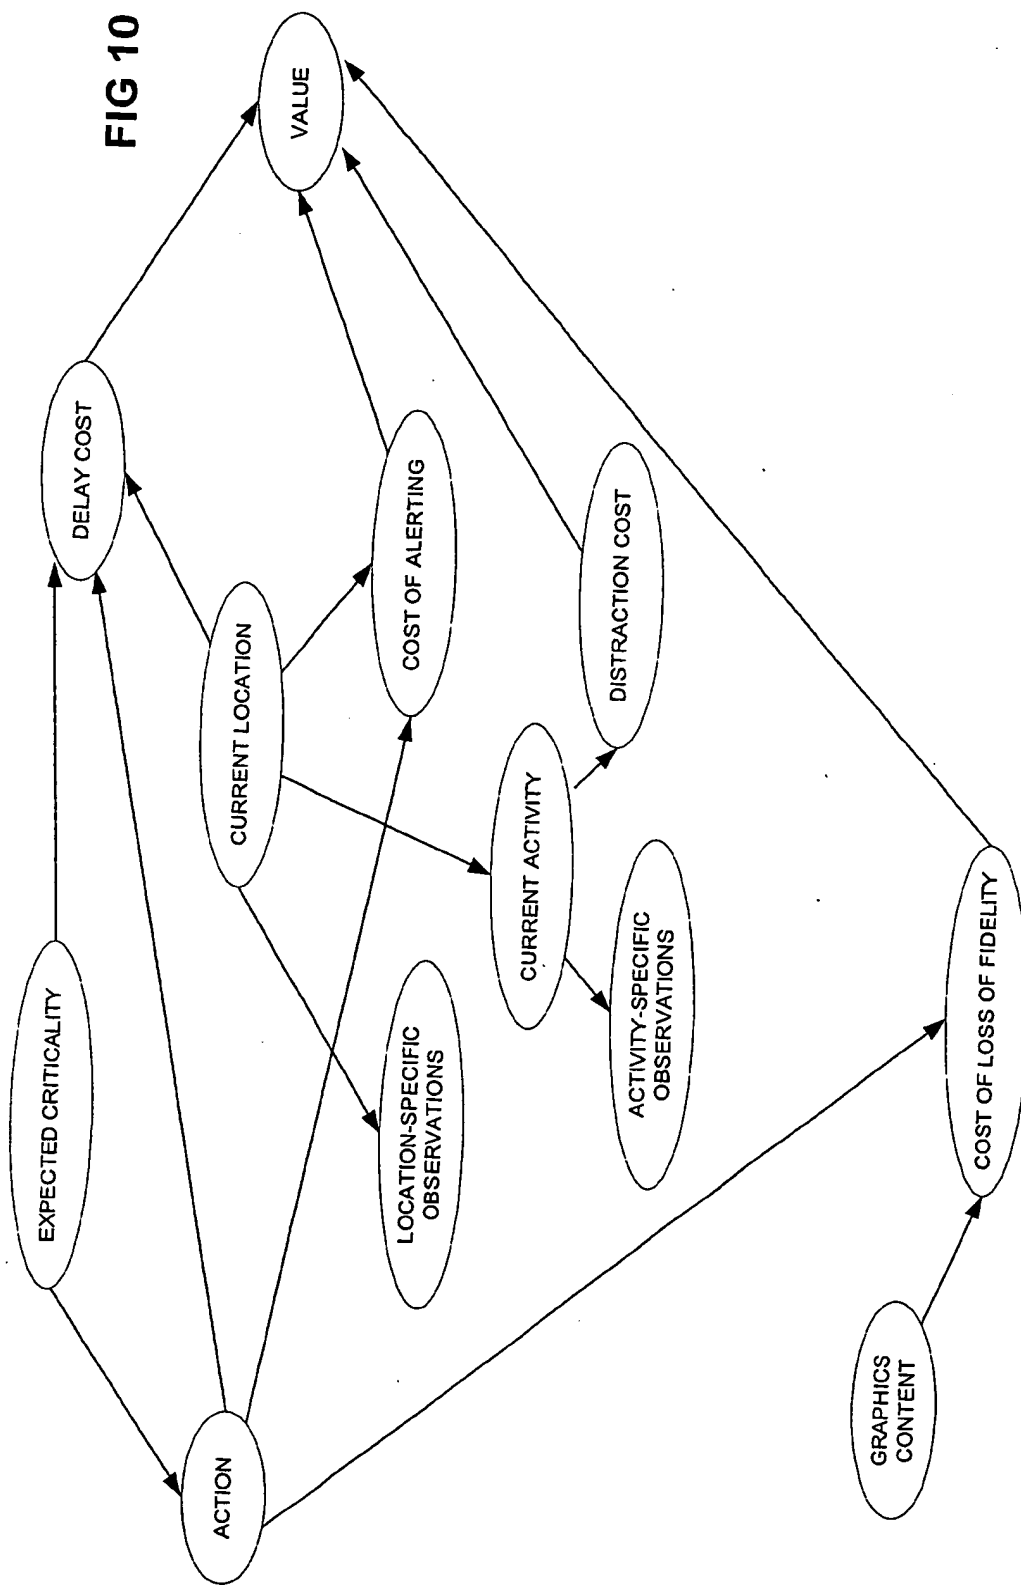 FIG 10
EXPECTED CRITICALITY
DELAY COST
ACTION
CURRENT LOCATION
VALUE
LOCATION-SPECIFIC
OBSERVATIONS
COST OF ALERTING
CURRENT ACTIVITY
ACTIVITY-SPECIFIC
OBSERVATIONS
DISTRACTION COST
GRAPHICS
CONTENT
COST OF LOSS OF FIDELITY